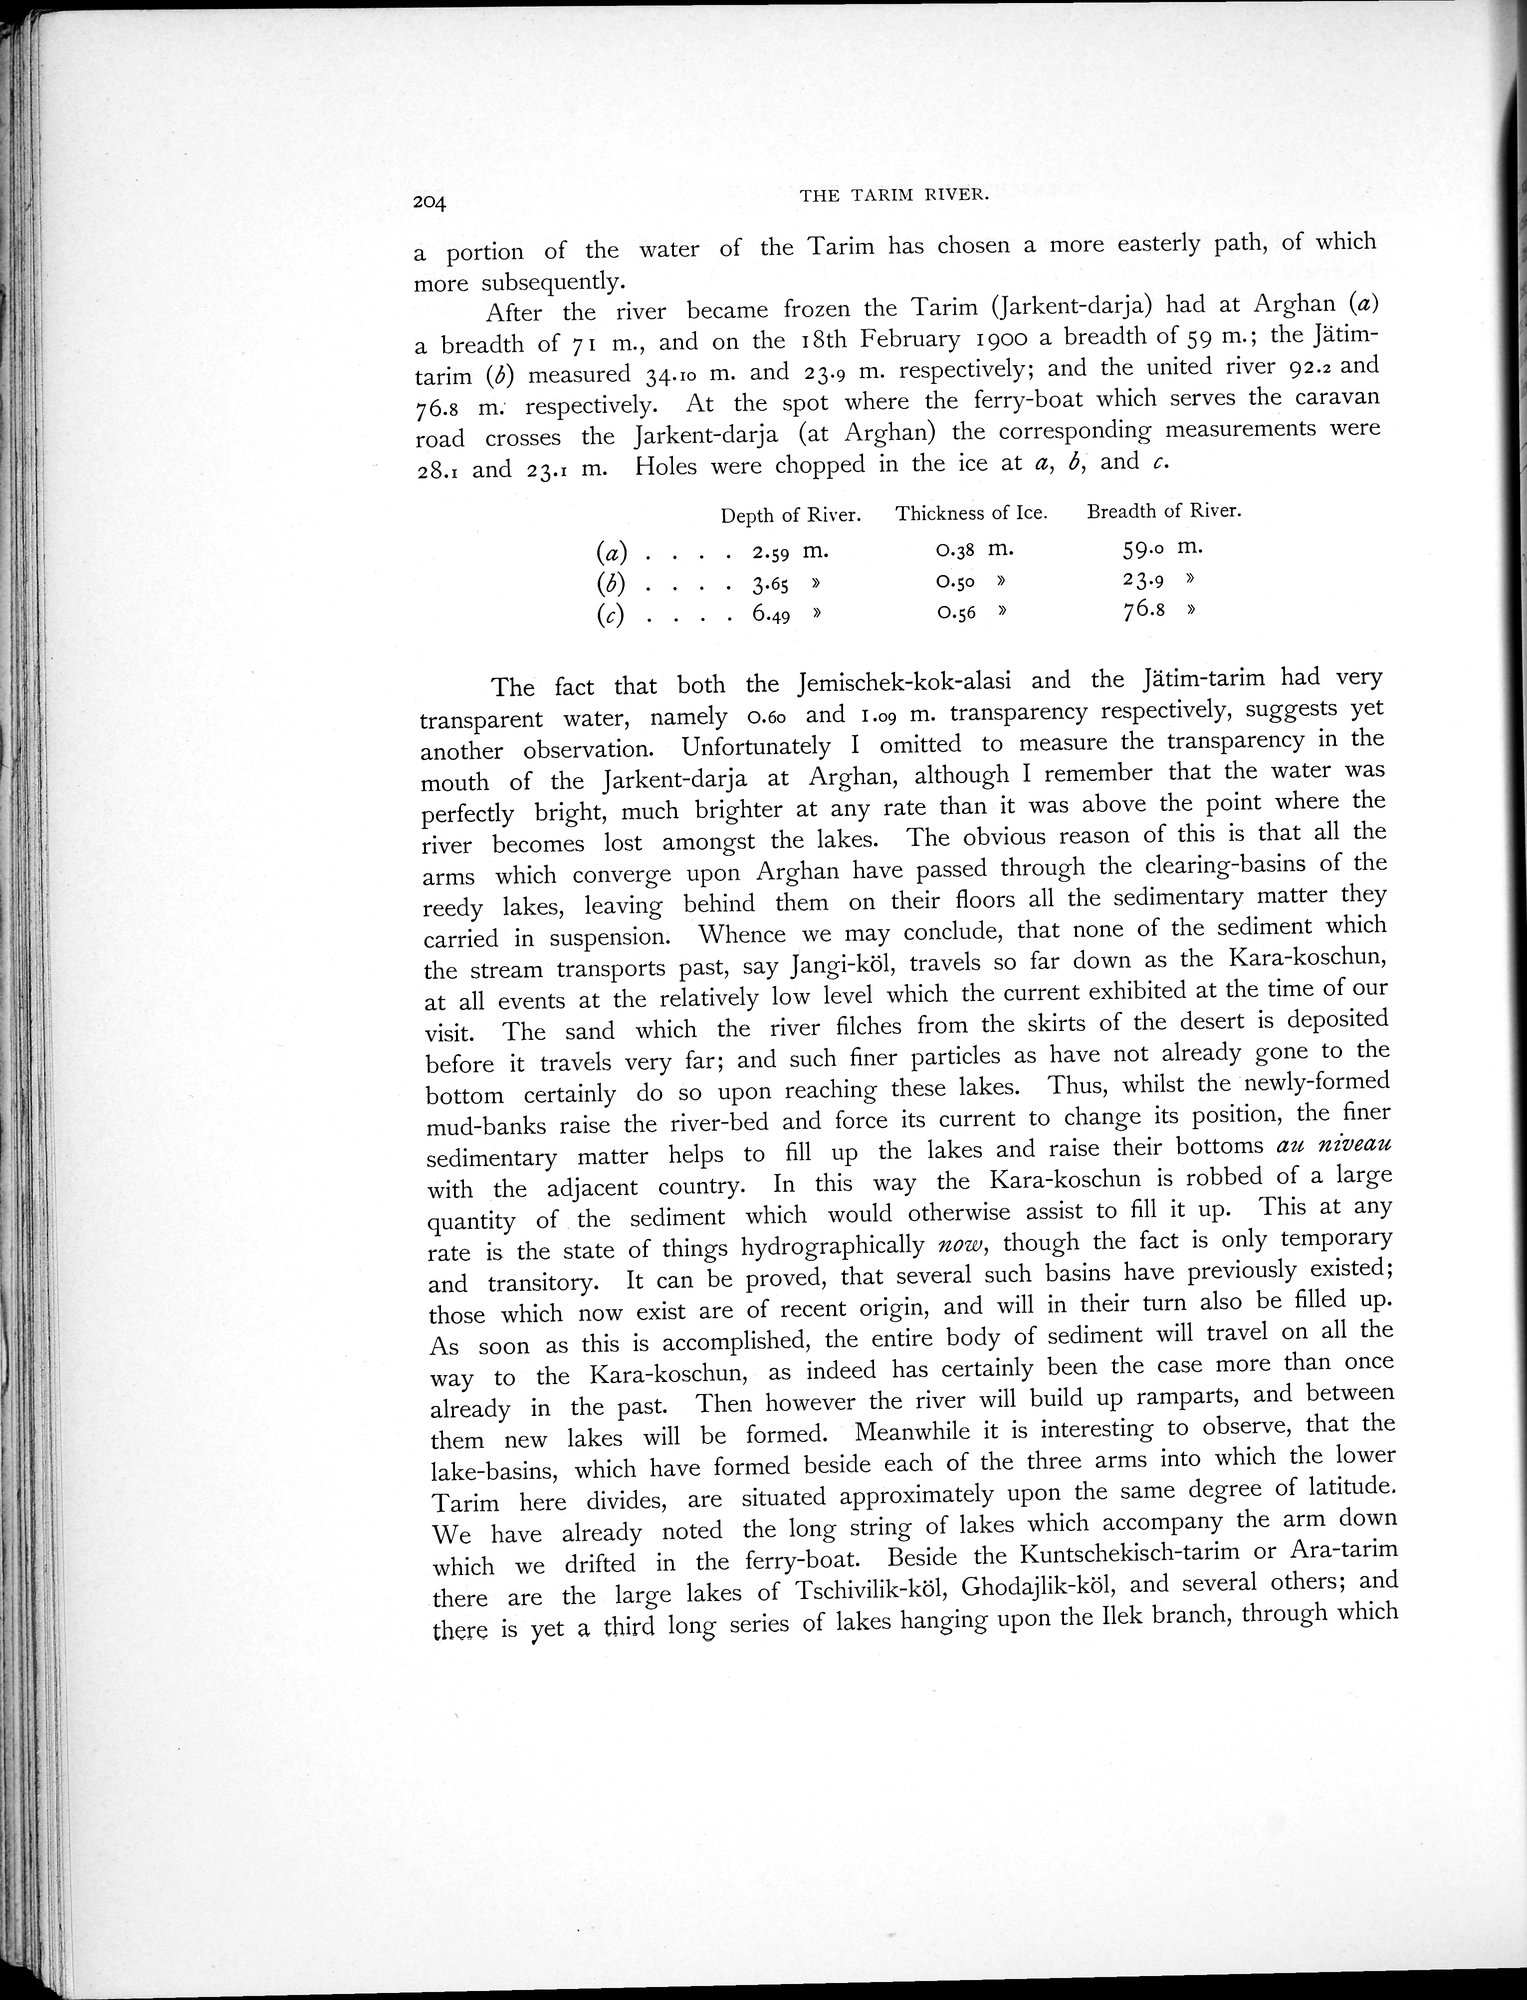 204
THE TARIM RIVER.
a portion of the water of the Tarim has chosen a more easterly path, of which
more subsequently.
After the river became frozen the Tarim (Jarkent-darja) had at Arghan (a)
a breadth of 71 m., and on the 18th February 1900 a breadth of 59 m.; the Jätim-
tarim (b) measured 34.10 m. and 23.9 m. respectively; and the united river 92.2 and
76.8 m. respectively. At the spot where the ferry-boat which serves the caravan
road crosses the Jarkent-darja (at Arghan) the corresponding measurements were
28.1 and 23.1 m. Holes were chopped in the ice at a, b, and c.
Depth of River. Thickness of Ice. Breadth of River.
(a) . . . . 2.59 m. 0.38 m. 59.0 m.
(b) . . . . 3.65 » 0.50 » 23.9 »
(c) . . . . 6.49 » 0.56 » 76.8 »
The fact that both the Jemischek-kok-alasi and the Jätim-tarim had very
transparent water, namely 0.60 and 1.09 m. transparency respectively, suggests yet
another observation. Unfortunately I omitted to measure the transparency in the
mouth of the Jarkent-darja at Arghan, although I remember that the water was
perfectly bright, much brighter at any rate than it was above the point where the
river becomes lost amongst the lakes. The obvious reason of this is that all the
arms which converge upon Arghan have passed through the clearing-basins of the
reedy lakes, leaving behind them on their floors all the sedimentary matter they
carried in suspension. Whence we may conclude, that none of the sediment which
the stream transports past, say Jangi-köl, travels so far down as the Kara-koschun,
at all events at the relatively low level which the current exhibited at the time of our
visit. The sand which the river filches from the skirts of the desert is deposited
before it travels very far; and such finer particles as have not already gone to the
bottom certainly do so upon reaching these lakes. Thus, whilst the newly-formed
mud-banks raise the river-bed and force its current to change its position, the finer
sedimentary matter helps to fill up the lakes and raise their bottoms au niveau
with the adjacent country. In this way the Kara-koschun is robbed of a large
quantity of the sediment which would otherwise assist to fill it up. This at any
rate is the state of things hydrographically now, though the fact is only temporary
and transitory. It can be proved, that several such basins have previously existed;
those which now exist are of recent origin, and will in their turn also be filled up.
As soon as this is accomplished, the entire body of sediment will travel on all the
way to the Kara-koschun, as indeed has certainly been the case more than once
already in the past. Then however the river will build up ramparts, and between
them new lakes will be formed. Meanwhile it is interesting to observe, that the
lake-basins, which have formed beside each of the three arms into which the lower
Tarim here divides, are situated approximately upon the same degree of latitude.
We have already noted the long string of lakes which accompany the arm down
which we drifted in the ferry-boat. Beside the Kuntschekisch-tarim or Ara-tarim
there are the large lakes of Tschivilik-köl, Ghodajlik-köl, and several others; and
there is yet a third long series of lakes hanging upon the Ilek branch, through which